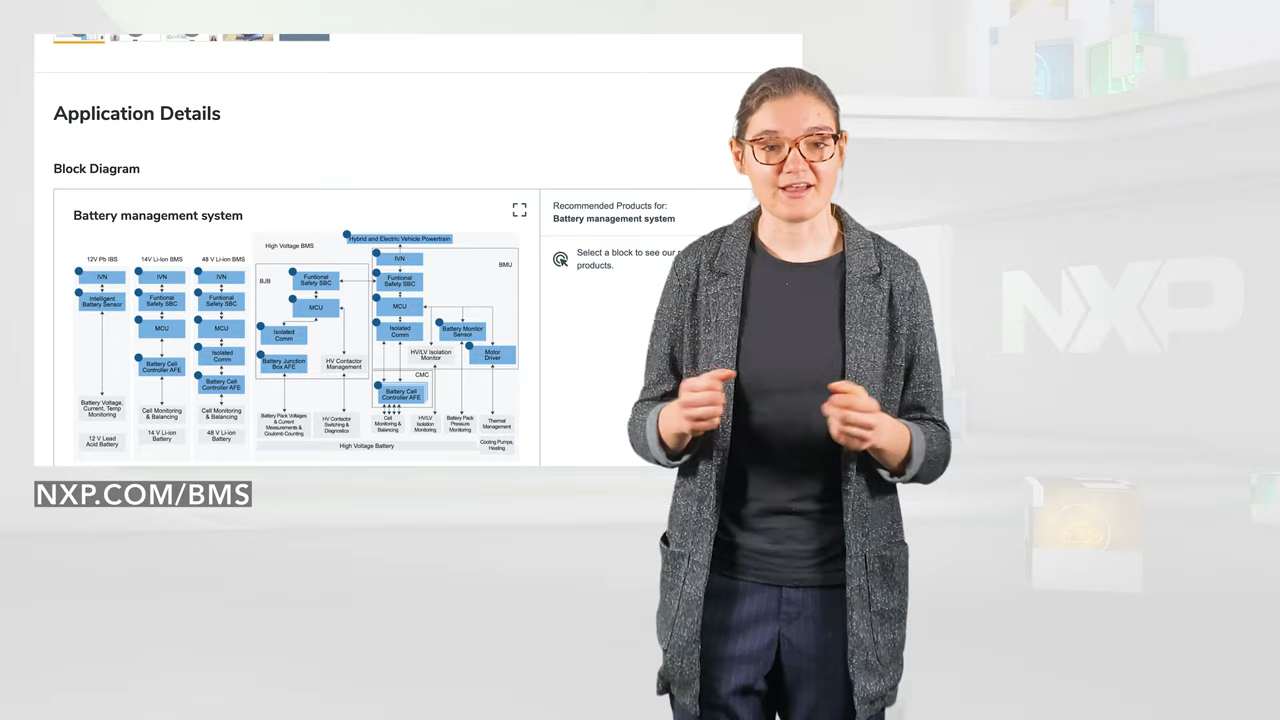 Application Details
Block Diagram
Battery management system
Recommended Products for:
Battery management system
Select a block to see our
products.
12V Pb IBS
14V Li-Ion BMS
48 V Li-ion BMS
High Voltage BMS
Hybrid and Electric Vehicle Powertrain
IVN
IVN
IVN
IVN
BMU
BJB
Intelligent
Battery Sensor
Funtional
Safety SBC
Funtional
Safety SBC
Funtional
Safety SBC
Funtional
Safety SBC
MCU
MCU
MCU
MCU
Isolated
Comm
Isolated
Comm
Isolated
Comm
Battery Monitor
Sensor
Battery Cell
Controller AFE
Battery Cell
Controller AFE
Battery Junction
Box AFE
HV Contactor
Management
HV/LV Isolation
Monitor
Motor
Driver
CMC
Battery Cell
Controller AFE
Battery Voltage,
Current, Temp
Monitoring
Cell Monitoring
& Balancing
Cell Monitoring
& Balancing
Battery Pack Voltages
& Current
Measurements &
Coulomb Counting
HV Contactor
Switching &
Diagnostics
Cell
Monitoring &
Balancing
HV/LV
Isolation
Monitoring
Battery Pack
Pressure
Monitoring
Thermal
Management
12 V Lead
Acid Battery
14 V Li-ion
Battery
48 V Li-ion
Battery
High Voltage Battery
Cooling Pumps,
Heating
NXP.COM/BMS
NXP